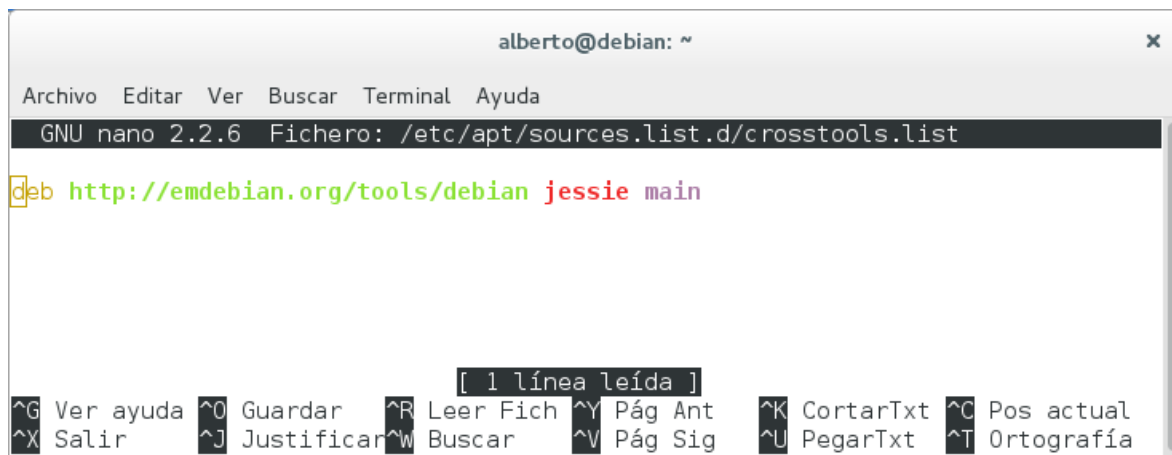 alberto@debian: ~ ×
Archivo Editar Ver Buscar Terminal Ayuda
GNU nano 2.2.6 Fichero: /etc/apt/sources.list.d/crosstools.list
deb http://emdebian.org/tools/debian jessie main
[ 1 línea leída ]
^G Ver ayuda ^O Guardar ^R Leer Fich ^Y Pág Ant ^K CortarTxt ^C Pos actual
^X Salir ^J Justificar ^W Buscar ^V Pág Sig ^U PegarTxt ^T Ortografía